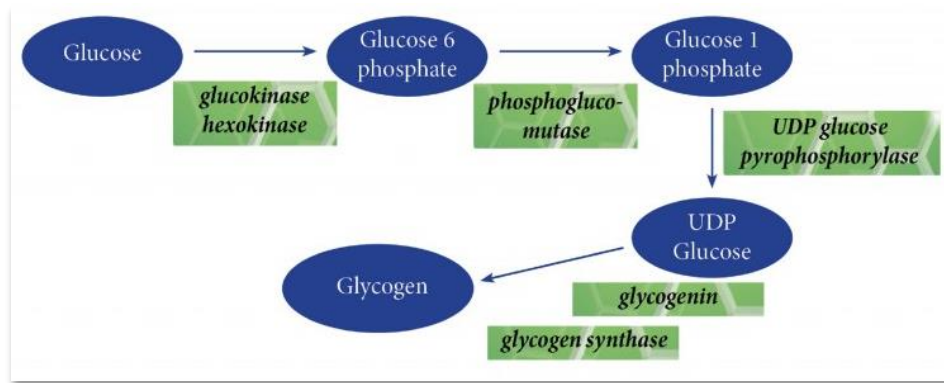 Glucose
Glucose 6
phosphate
Glucose 1
phosphate
glucokinase
hexokinase
phosphogluco-
mutase
UDP glucose
pyrophosphorylase
UDP
Glucose
Glycogen
glycogenin
glycogen synthase